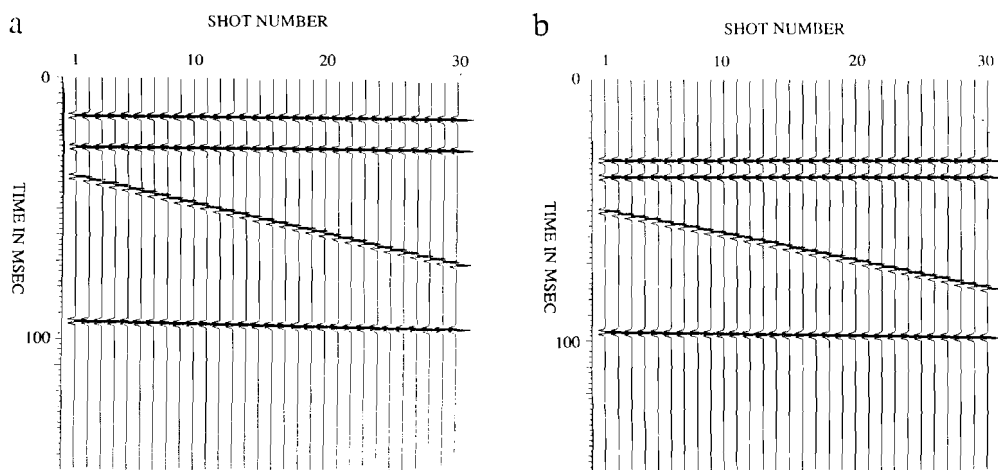 a
SHOT NUMBER
1 10 20 30
0
TIME IN MSEC
100
b
SHOT NUMBER
1 10 20 30
0
TIME IN MSEC
100